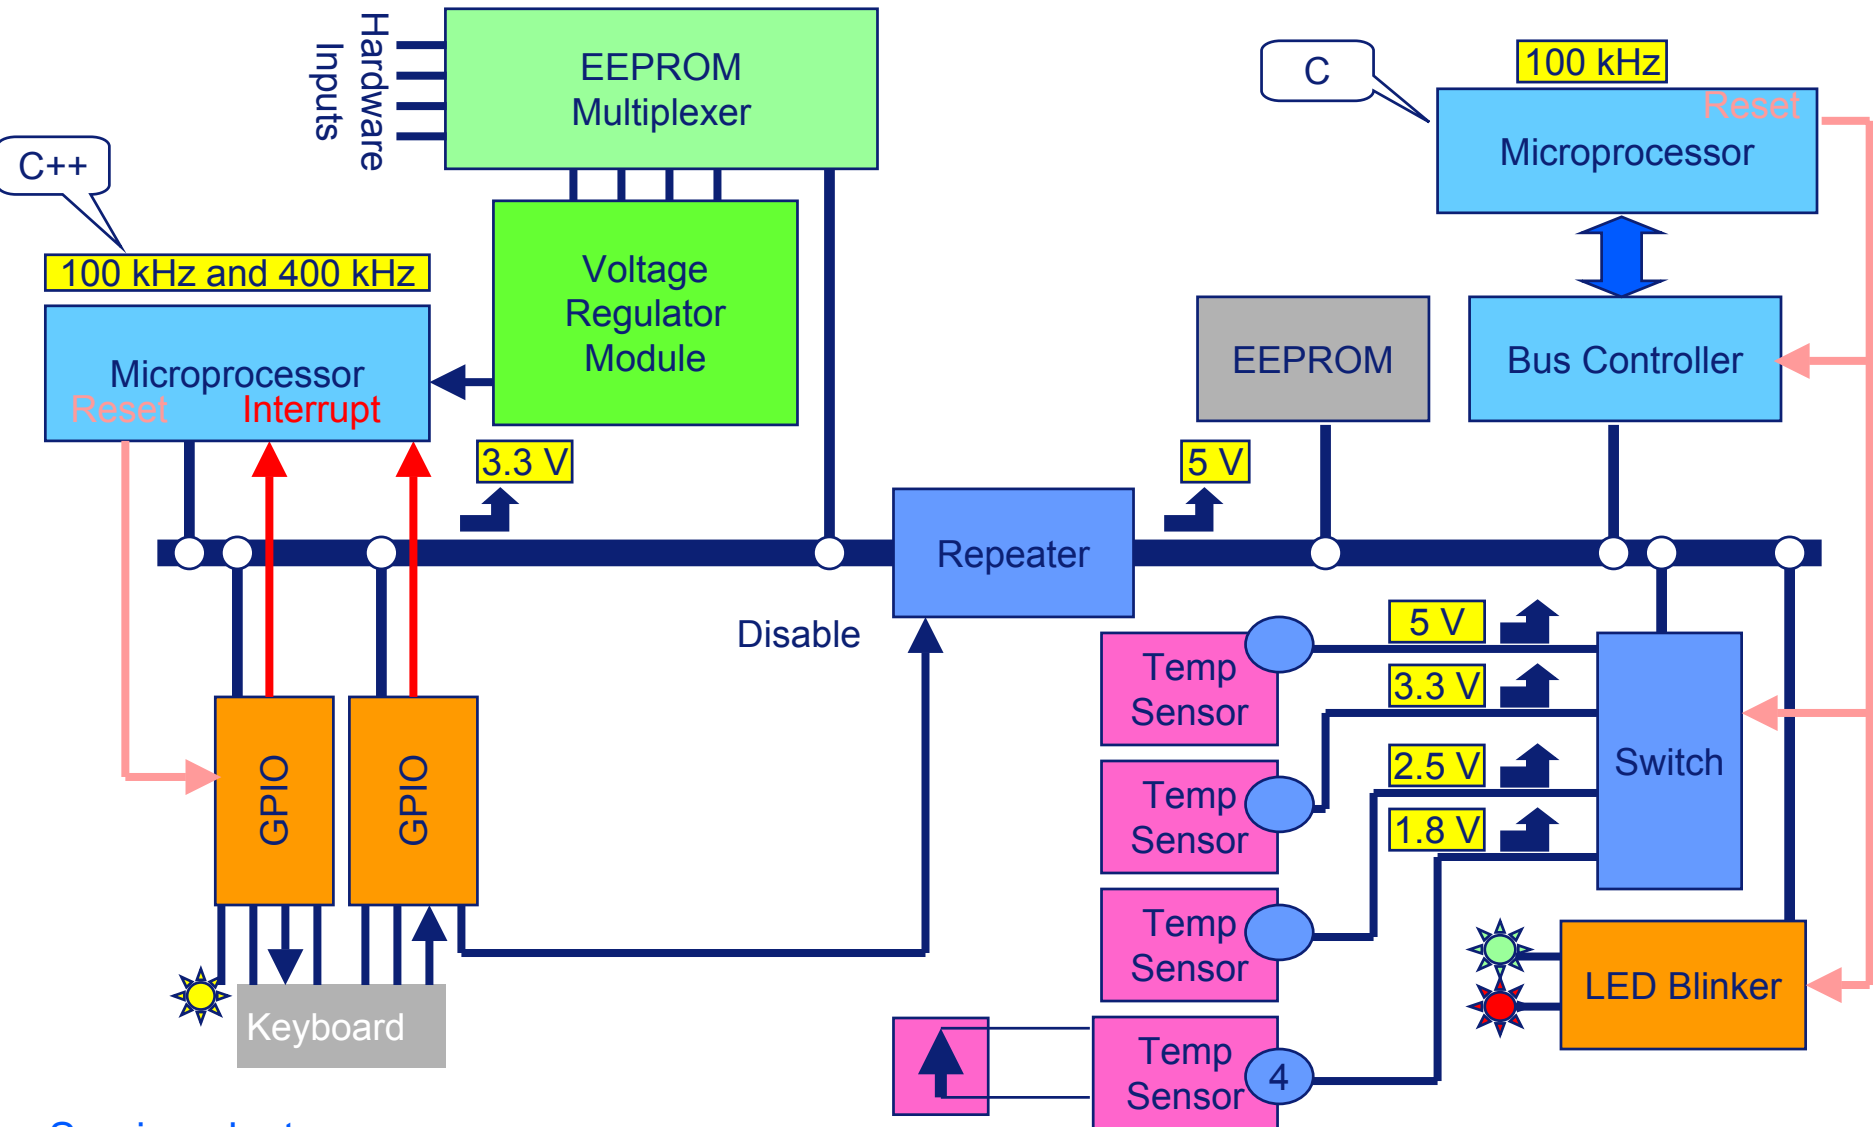 Hardware
Inputs
EEPROM
Multiplexer
C
100 kHz
Reset
Microprocessor
C++
100 kHz and 400 kHz
Voltage
Regulator
Module
Microprocessor
Reset
Interrupt
EEPROM
Bus Controller
3.3 V
5 V
Repeater
Disable
5 V
3.3 V
2.5 V
1.8 V
Temp
Sensor
Temp
Sensor
Temp
Sensor
Temp
Sensor
4
Switch
GPIO
GPIO
LED Blinker
Keyboard